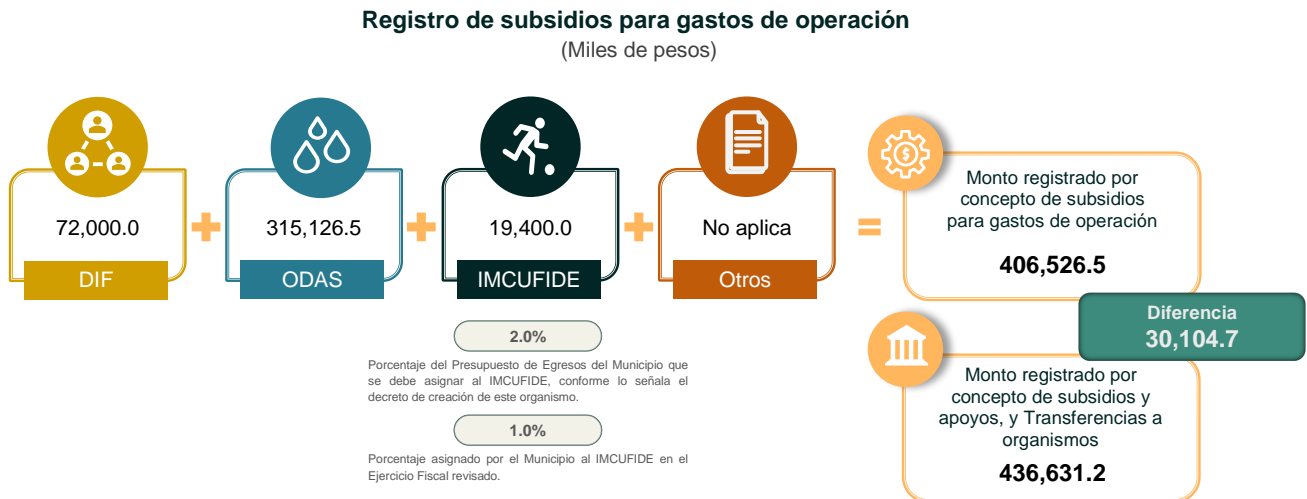 Registro de subsidios para gastos de operación
(Miles de pesos)
72,000.0
DIF
315,126.5
ODAS
19,400.0
IMCUFIDE
No aplica
Otros
Monto registrado por
concepto de subsidios
para gastos de operación
406,526.5
Diferencia
30,104.7
Monto registrado por
concepto de subsidios y
apoyos, y Transferencias a
organismos
436,631.2
2.0%
Porcentaje del Presupuesto de Egresos del Municipio que
se debe asignar al IMCUFIDE, conforme lo señala el
decreto de creación de este organismo.
1.0%
Porcentaje asignado por el Municipio al IMCUFIDE en el
Ejercicio Fiscal revisado.